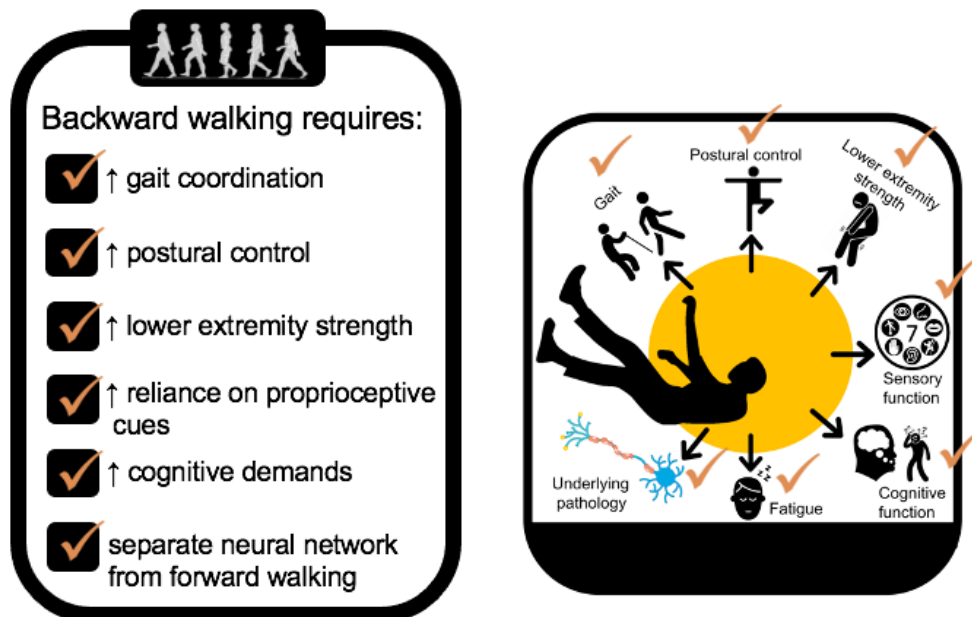 Backward walking requires:
↑ gait coordination
↑ postural control
↑ lower extremity strength
↑ reliance on proprioceptive
cues
↑ cognitive demands
separate neural network
from forward walking
Postural control
Lower extremity
strength
Gait
7
Sensory
function
Cognitive
function
z z z z
Fatigue
Underlying
pathology